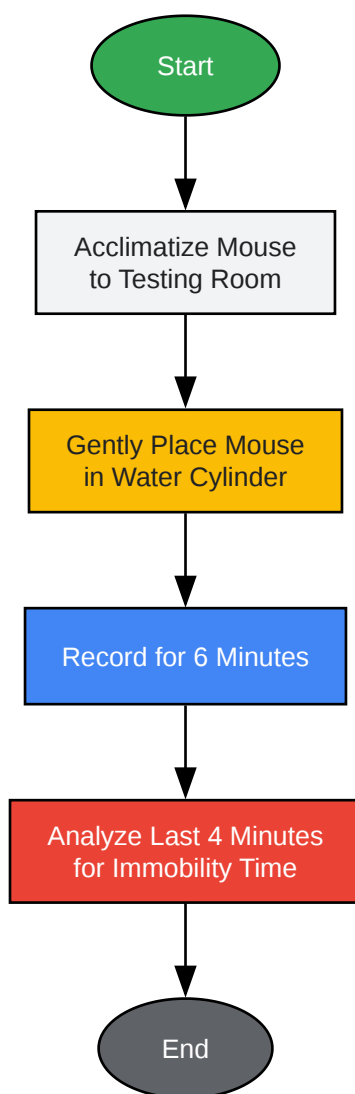 Start
Acclimatize Mouse
to Testing Room
Gently Place Mouse
in Water Cylinder
Record for 6 Minutes
Analyze Last 4 Minutes
for Immobility Time
End